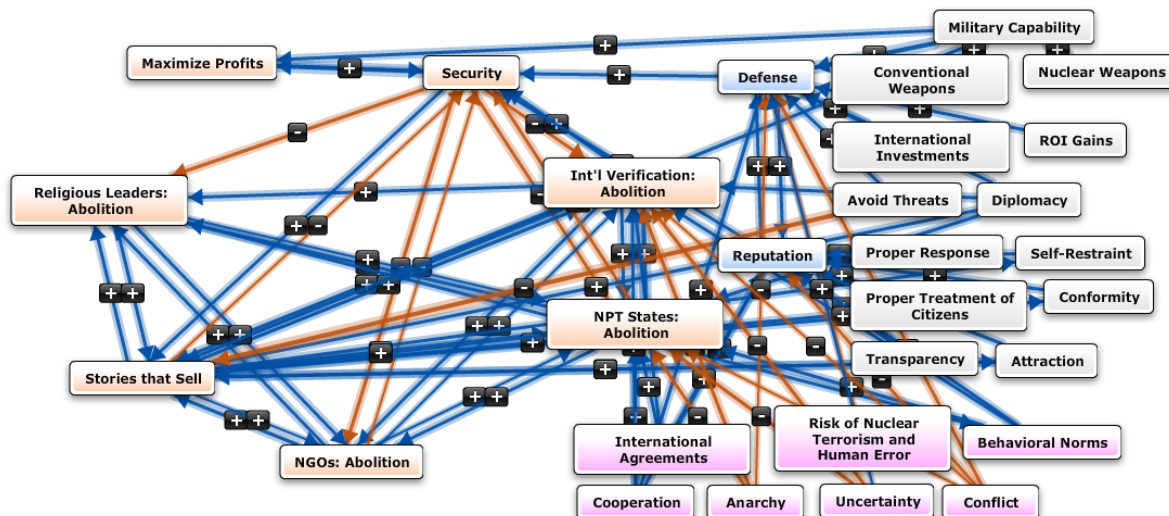 Military Capability
+
Maximize Profits
+
Security
+
Defense
Conventional
Weapons
Nuclear Weapons
-
- +
+
+
ROI Gains
International
Investments
Religious Leaders:
Abolition
+
Int'l Verification:
Abolition
+ +
Avoid Threats
Diplomacy
+ -
Reputation
Proper Response
Self-Restraint
+
+ +
+ +
-
+
+
-
+
+
Proper Treatment of
Citizens
Conformity
+ +
NPT States:
Abolition
+ +
+ +
+
+
-
-
Transparency
Attraction
Stories that Sell
+
+
+ +
+
+
-
+ +
-
-
International
Agreements
Risk of Nuclear
Terrorism and
Human Error
Behavioral Norms
NGOs: Abolition
Cooperation
Anarchy
Uncertainty
Conflict